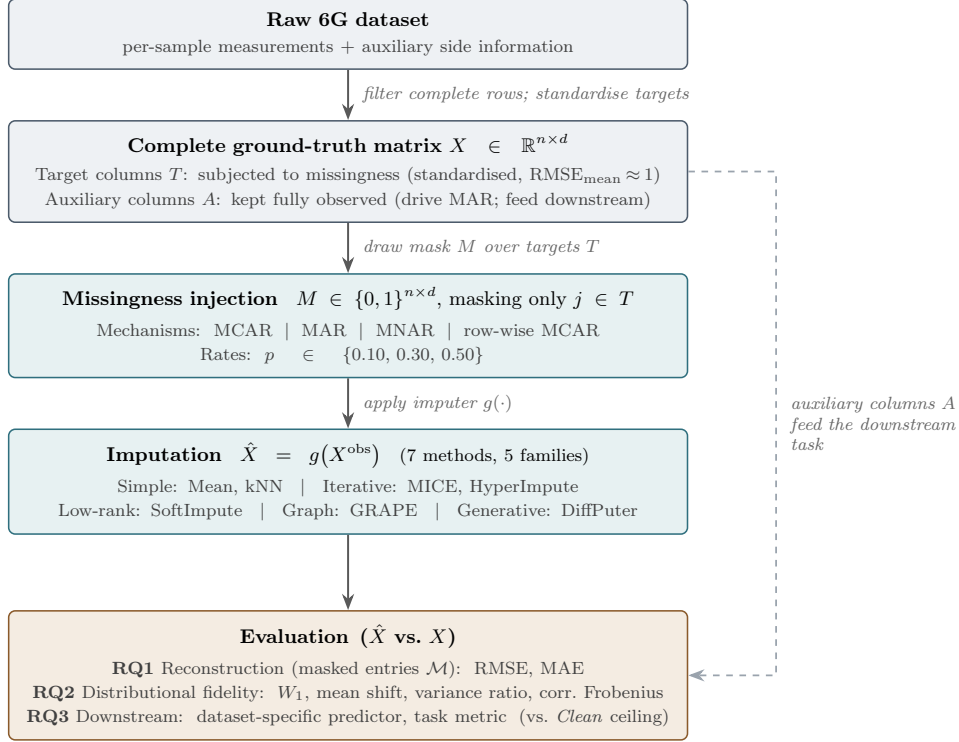 Raw 6G dataset
per-sample measurements + auxiliary side information
filter complete rows; standardise targets
Complete ground-truth matrix X ∈ ℝⁿˣᵈ
Target columns T: subjected to missingness (standardised, RMSE_mean ≈ 1)
Auxiliary columns A: kept fully observed (drive MAR; feed downstream)
draw mask M over targets T
Missingness injection M ∈ {0, 1}ⁿˣᵈ, masking only j ∈ T
Mechanisms: MCAR | MAR | MNAR | row-wise MCAR
Rates: p ∈ {0.10, 0.30, 0.50}
apply imputer g(·)
auxiliary columns A
feed the downstream
task
Imputation X̂ = g(X^obs) (7 methods, 5 families)
Simple: Mean, kNN | Iterative: MICE, HyperImpute
Low-rank: SoftImpute | Graph: GRAPE | Generative: DiffPuter
Evaluation (X̂ vs. X)
RQ1 Reconstruction (masked entries ℳ): RMSE, MAE
RQ2 Distributional fidelity: W₁, mean shift, variance ratio, corr. Frobenius
RQ3 Downstream: dataset-specific predictor, task metric (vs. Clean ceiling)